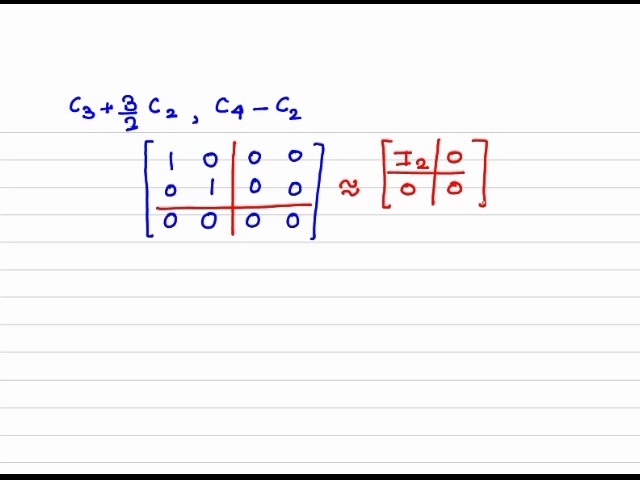 C3 + 3/2 C2 , C4 - C2
[ 1 0 | 0 0 ]
[ 0 1 | 0 0 ] ≈ [ I2 | 0 ]
[ 0 0 | 0 0 ] [ 0 | 0 ]